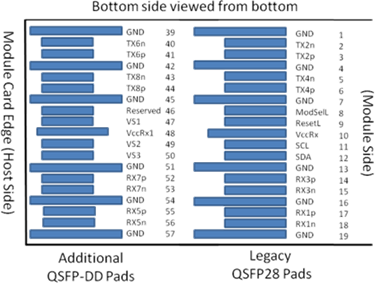 Bottom side viewed from bottom
Module Card Edge (Host Side)
GND 39
TX6n 40
TX6p 41
GND 42
TX8n 43
TX8p 44
GND 45
Reserved 46
VS1 47
VccRx1 48
VS2 49
VS3 50
GND 51
RX7p 52
RX7n 53
GND 54
RX5p 55
RX5n 56
GND 57
Additional
QSFP-DD Pads
GND 1
TX2n 2
TX2p 3
GND 4
TX4n 5
TX4p 6
GND 7
ModSelL 8
ResetL 9
VccRx 10
SCL 11
SDA 12
GND 13
RX3p 14
RX3n 15
GND 16
RX1p 17
RX1n 18
GND 19
Legacy
QSFP28 Pads
(Module Side)